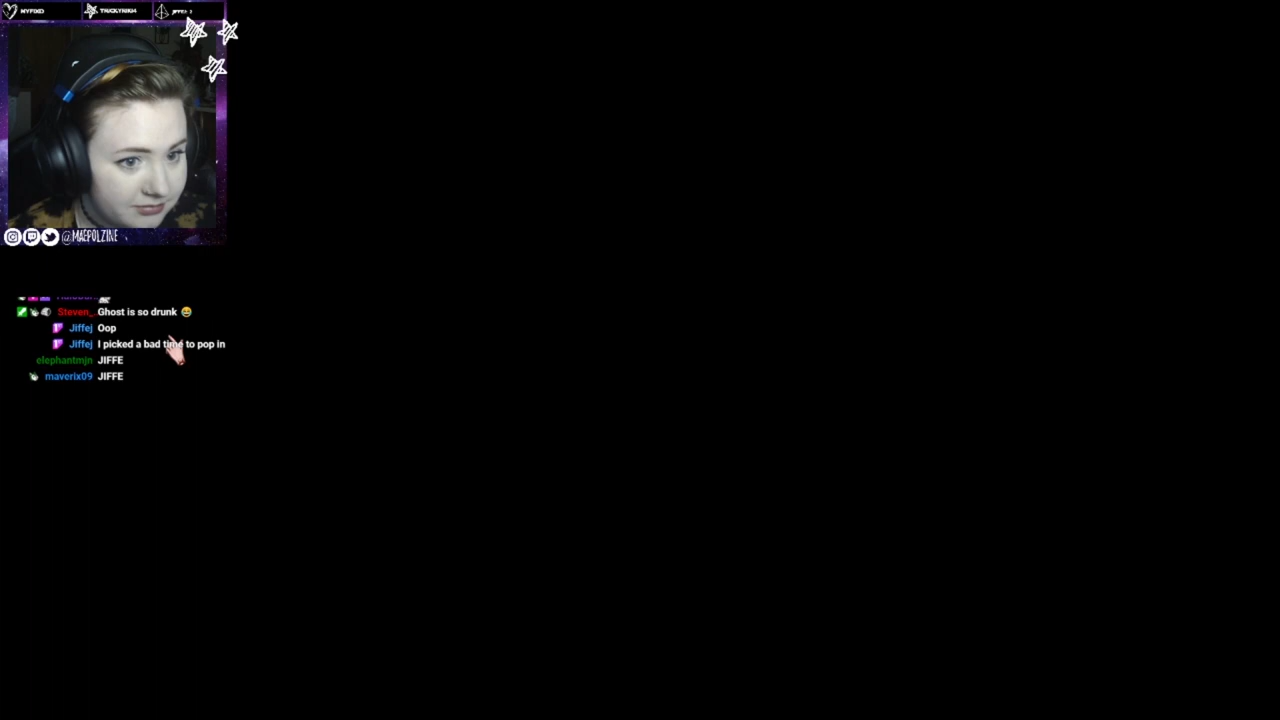 TRICKYRIKI4
@MAEPOLZINE
Steven_.. Ghost is so drunk 😂
Jiffej Oop
Jiffej I picked a bad time to pop in
elephantmjn JIFFE
maverix09 JIFFE